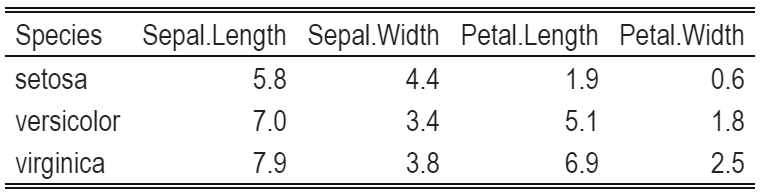 Species Sepal.Length Sepal.Width Petal.Length Petal.Width
setosa 5.8 4.4 1.9 0.6
versicolor 7.0 3.4 5.1 1.8
virginica 7.9 3.8 6.9 2.5